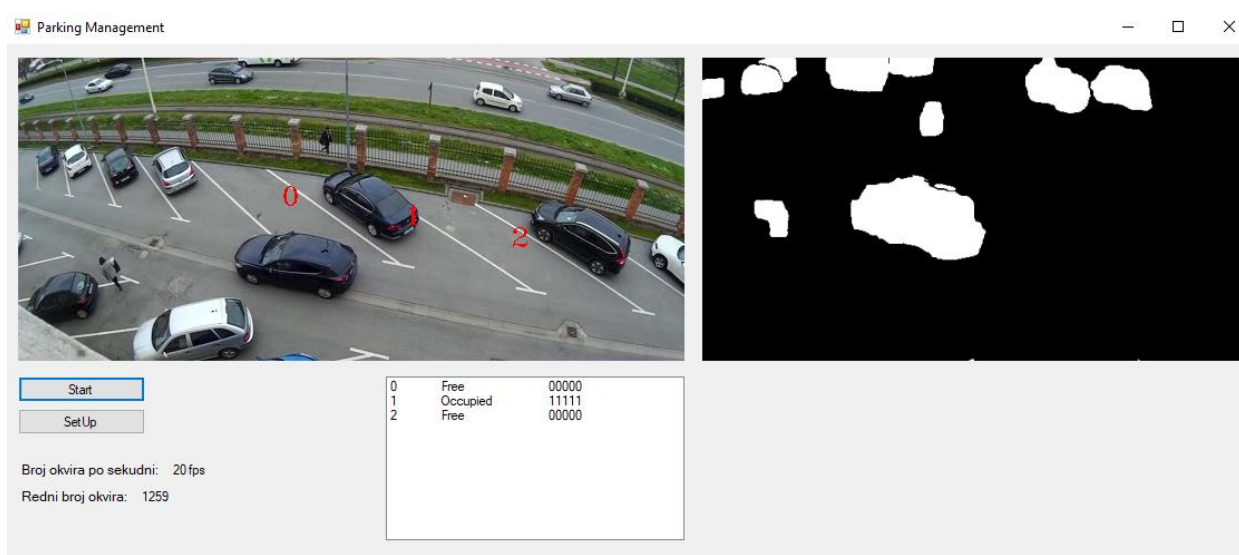 Parking Management
0
1
2
Start
SetUp
0 Free 00000
1 Occupied 11111
2 Free 00000
Broj okvira po sekudni: 20 fps
Redni broj okvira: 1259